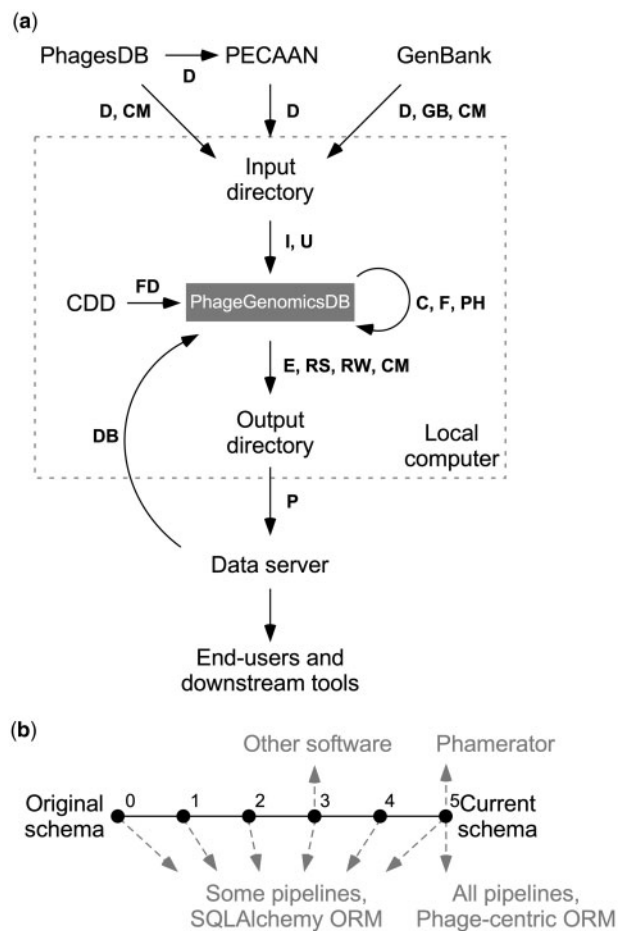 (a)
PhagesDB
PECAAN
GenBank
D
D, CM
D
D, GB, CM
Input
directory
I, U
CDD
FD
PhageGenomicsDB
C, F, PH
E, RS, RW, CM
DB
Output
directory
Local
computer
P
Data server
End-users and
downstream tools
(b)
Other software
Phamerator
Original
schema
0
1
2
3
4
5
Current
schema
Some pipelines,
SQLAlchemy ORM
All pipelines,
Phage-centric ORM